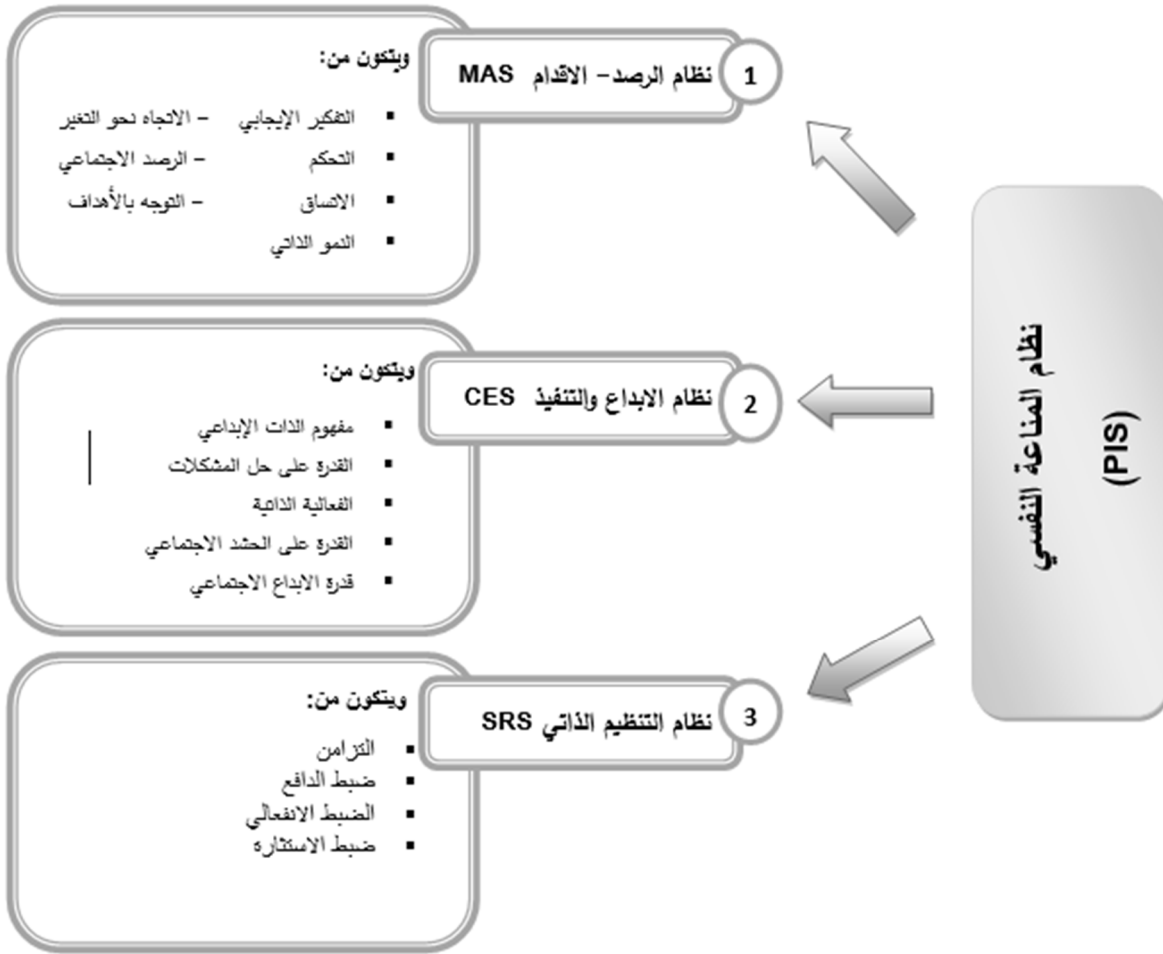 نظام المناعة النفسي
(PIS)
1
نظام الرصد– الاقدام MAS
ويتكون من:
▪ التفكير الإيجابي – الاتجاه نحو التغير
▪ التحكم – الرصد الاجتماعي
▪ الاتساق – التوجه بالأهداف
▪ النمو الذاتي
2
نظام الابداع والتنفيذ CES
ويتكون من:
▪ مفهوم الذات الإبداعي
▪ القدرة على حل المشكلات
▪ الفعالية الذاتية
▪ القدرة على الحشد الاجتماعي
▪ قدرة الابداع الاجتماعي
3
نظام التنظيم الذاتي SRS
ويتكون من:
▪ التزامن
▪ ضبط الدافع
▪ الضبط الانفعالي
▪ ضبط الاستثارة